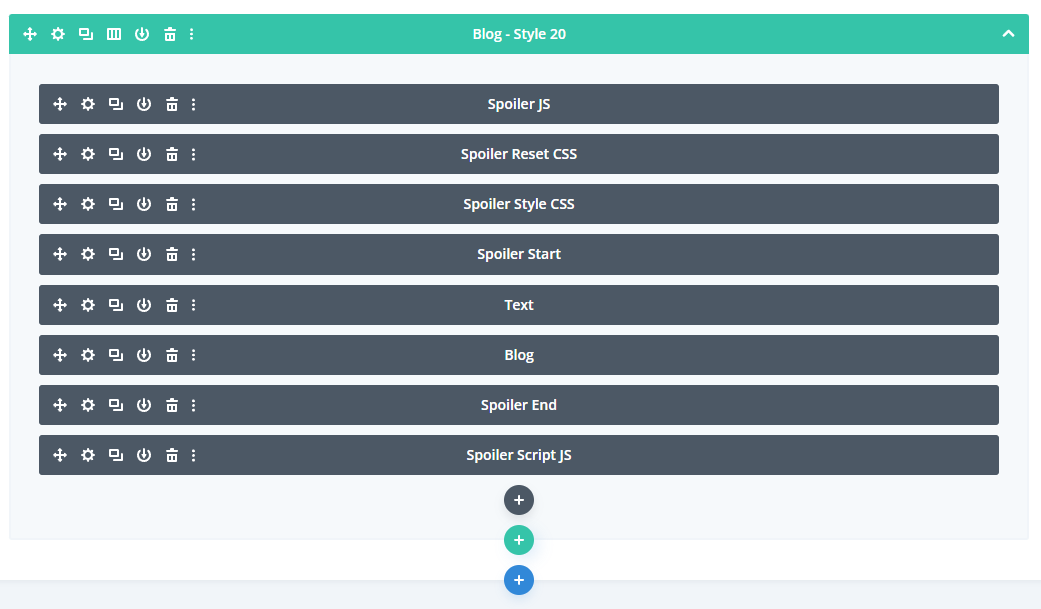 Blog - Style 20
Spoiler JS
Spoiler Reset CSS
Spoiler Style CSS
Spoiler Start
Text
Blog
Spoiler End
Spoiler Script JS